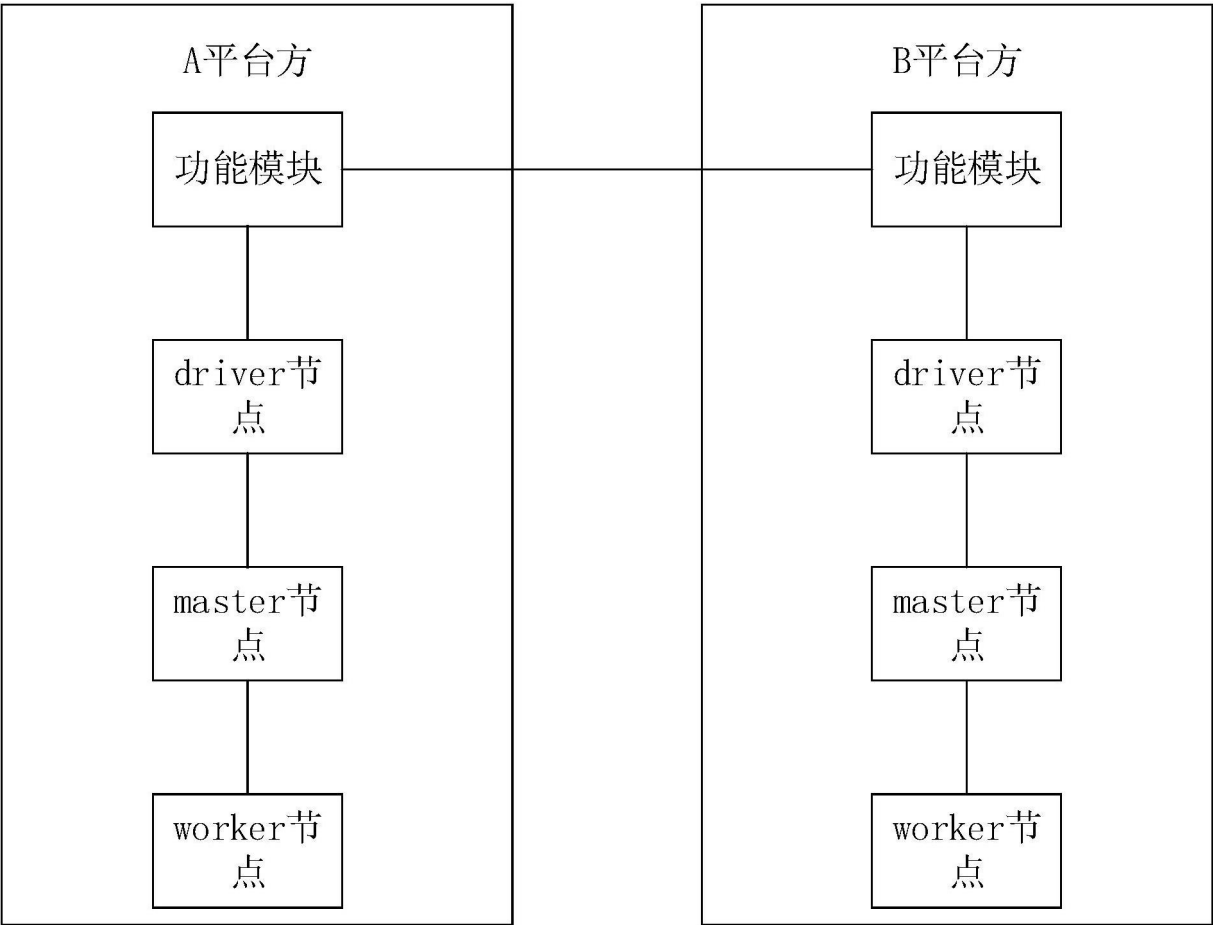 A平台方
功能模块
driver节
点
master节
点
worker节
点
B平台方
功能模块
driver节
点
master节
点
worker节
点